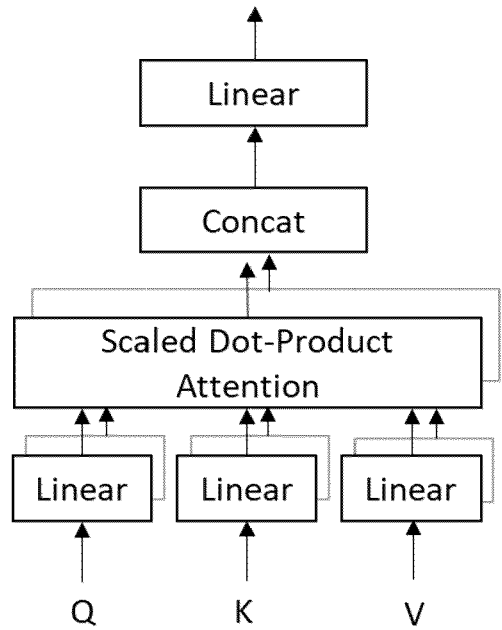 Linear
Concat
Scaled Dot-Product
Attention
Linear Linear Linear
Q K V